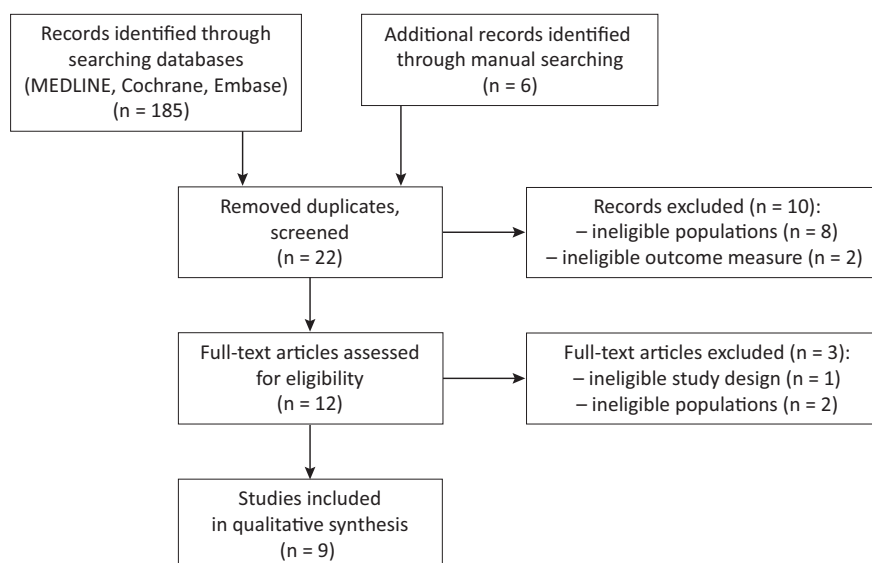 Records identified through
searching databases
(MEDLINE, Cochrane, Embase)
(n = 185)
Additional records identified
through manual searching
(n = 6)
Removed duplicates,
screened
(n = 22)
Records excluded (n = 10):
– ineligible populations (n = 8)
– ineligible outcome measure (n = 2)
Full-text articles assessed
for eligibility
(n = 12)
Full-text articles excluded (n = 3):
– ineligible study design (n = 1)
– ineligible populations (n = 2)
Studies included
in qualitative synthesis
(n = 9)